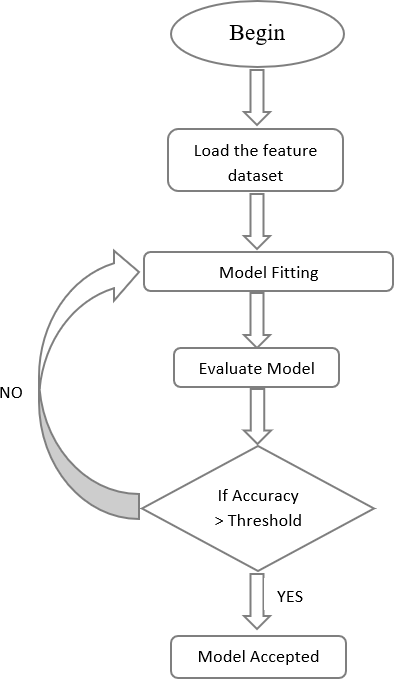 Begin
Load the feature
dataset
Model Fitting
Evaluate Model
NO
If Accuracy
> Threshold
YES
Model Accepted